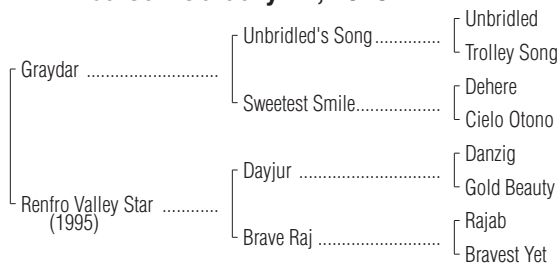 Unbridled
Unbridled's Song..............
Trolley Song
Graydar .............................
Dehere
Sweetest Smile...................
Cielo Otono
Danzig
Dayjur ...............................
Gold Beauty
Renfro Valley Star ............
(1995)
Rajab
Brave Raj ...........................
Bravest Yet